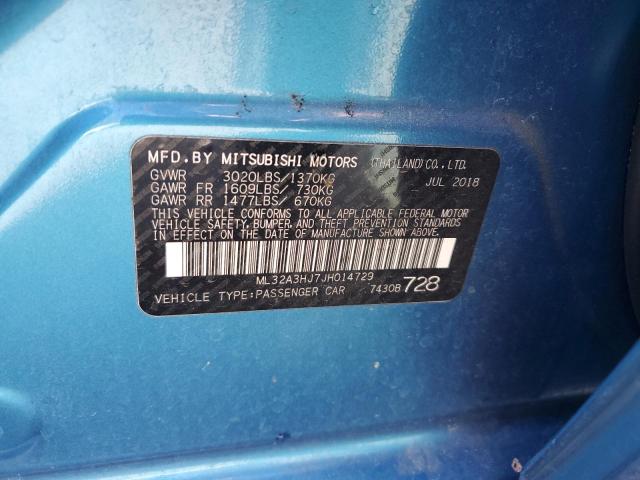 MFD. BY MITSUBISHI MOTORS (THAILAND) CO., LTD.
GVWR 3020LBS/1370KG JUL 2018
GAWR FR 1609LBS/ 730KG
GAWR RR 1477LBS/ 670KG
THIS VEHICLE CONFORMS TO ALL APPLICABLE FEDERAL MOTOR
VEHICLE SAFETY, BUMPER, AND THEFT PREVENTION STANDARDS
IN EFFECT ON THE DATE OF MANUFACTURE SHOWN ABOVE.
ML32A3HJ7JH014729
VEHICLE TYPE:PASSENGER CAR 7430B 728